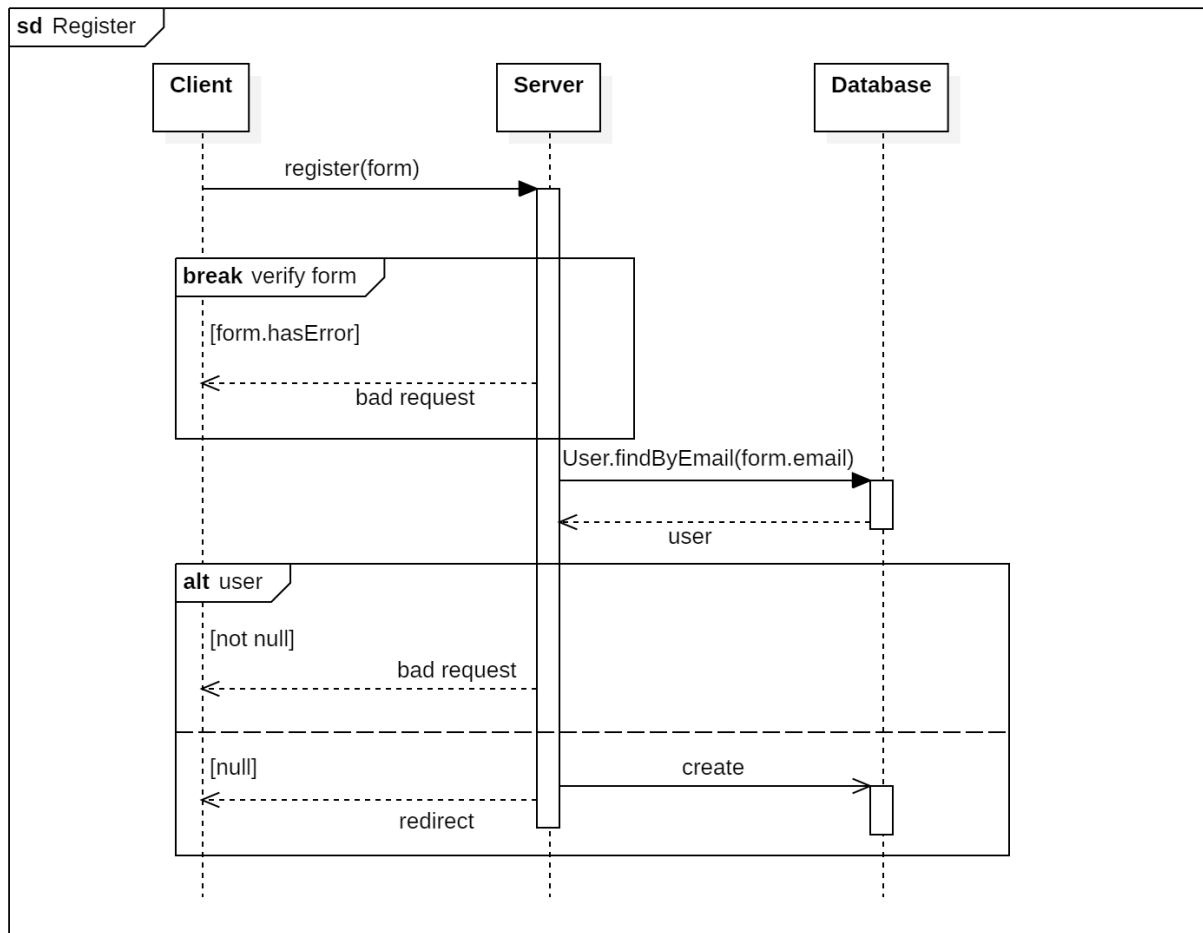 sd Register
Client
Server
Database
register(form)
break verify form
[form.hasError]
bad request
User.findByEmail(form.email)
user
alt user
[not null]
bad request
[null]
create
redirect